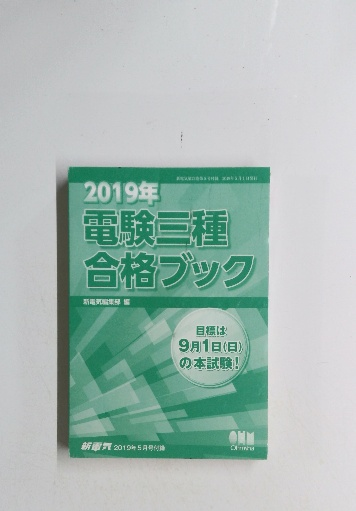 2019年
電験三種
合格ブック
新電気編集部 編
目標は
9月1日(日)
の本試験!
新電気 2019年5月号付録
OHM
Ohmsha